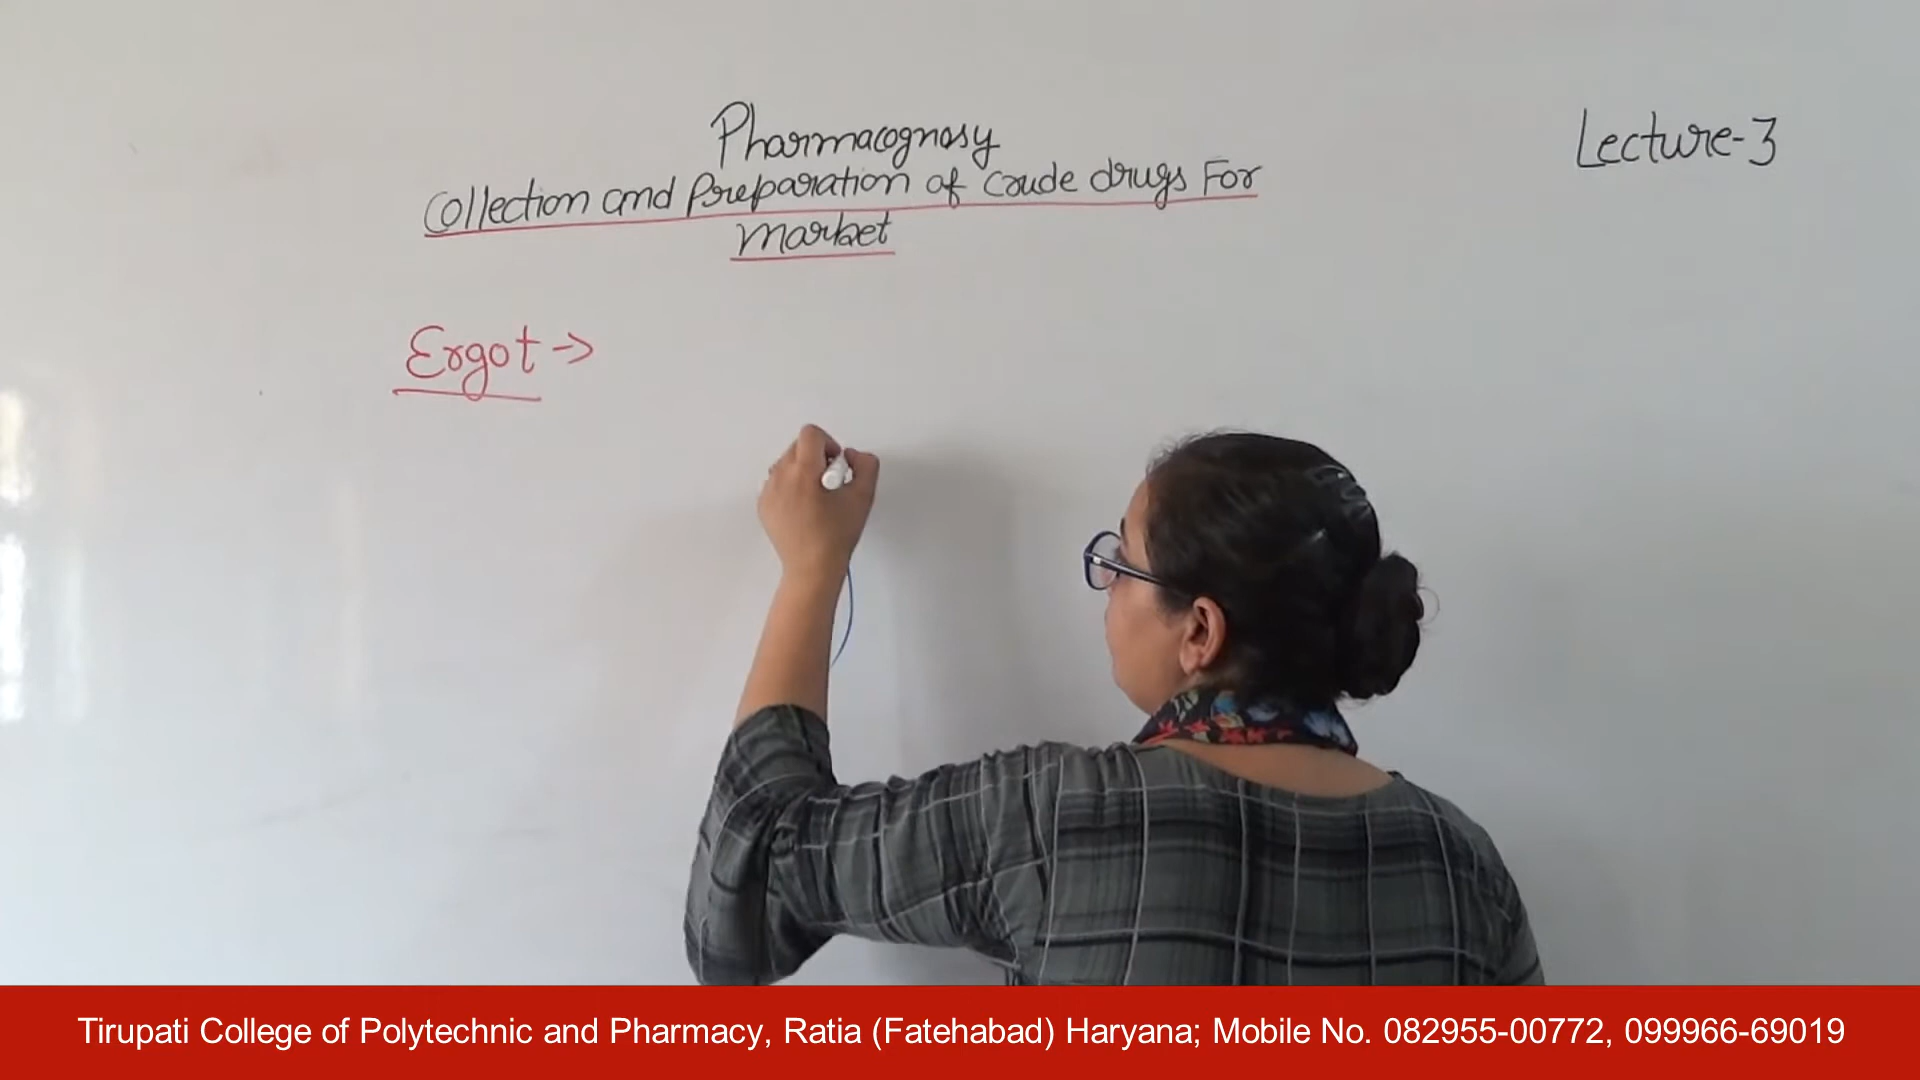 Pharmacognosy
Lecture-3
Collection and Preparation of Crude drugs For
Market
Ergot ->
Tirupati College of Polytechnic and Pharmacy, Ratia (Fatehabad) Haryana; Mobile No. 082955-00772, 099966-69019